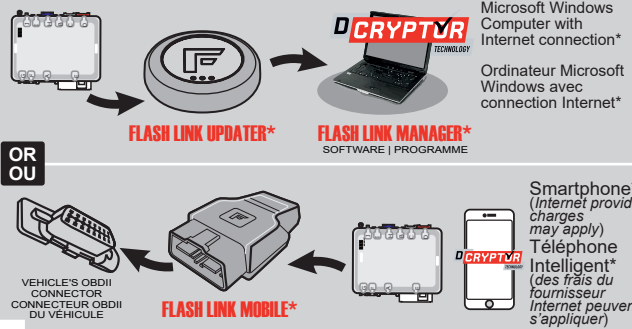 Microsoft Windows
Computer with
Internet connection*
Ordinateur Microsoft
Windows avec
connection Internet*
DCRYPTOR
TECHNOLOGY
FLASH LINK UPDATER*
FLASH LINK MANAGER*
SOFTWARE | PROGRAMME
OR
OU
VEHICLE'S OBDII
CONNECTOR
CONNECTEUR OBDII
DU VÉHICULE
FLASH LINK MOBILE*
DCRYPTOR
TECHNOLOGY
Smartphone
(Internet provid
charges
may apply)
Téléphone
Intelligent*
(des frais du
fournisseur
Internet peuver
s'appliquer)